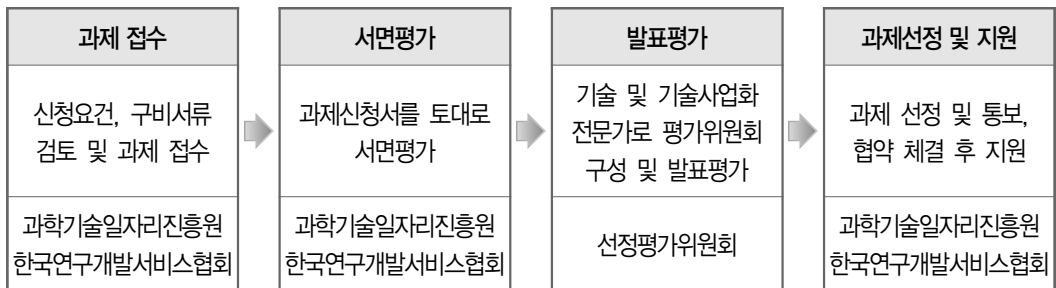 과제 접수
신청요건, 구비서류
검토 및 과제 접수
과학기술일자리진흥원
한국연구개발서비스협회
서면평가
과제신청서를 토대로
서면평가
과학기술일자리진흥원
한국연구개발서비스협회
발표평가
기술 및 기술사업화
전문가로 평가위원회
구성 및 발표평가
선정평가위원회
과제선정 및 지원
과제 선정 및 통보,
협약 체결 후 지원
과학기술일자리진흥원
한국연구개발서비스협회